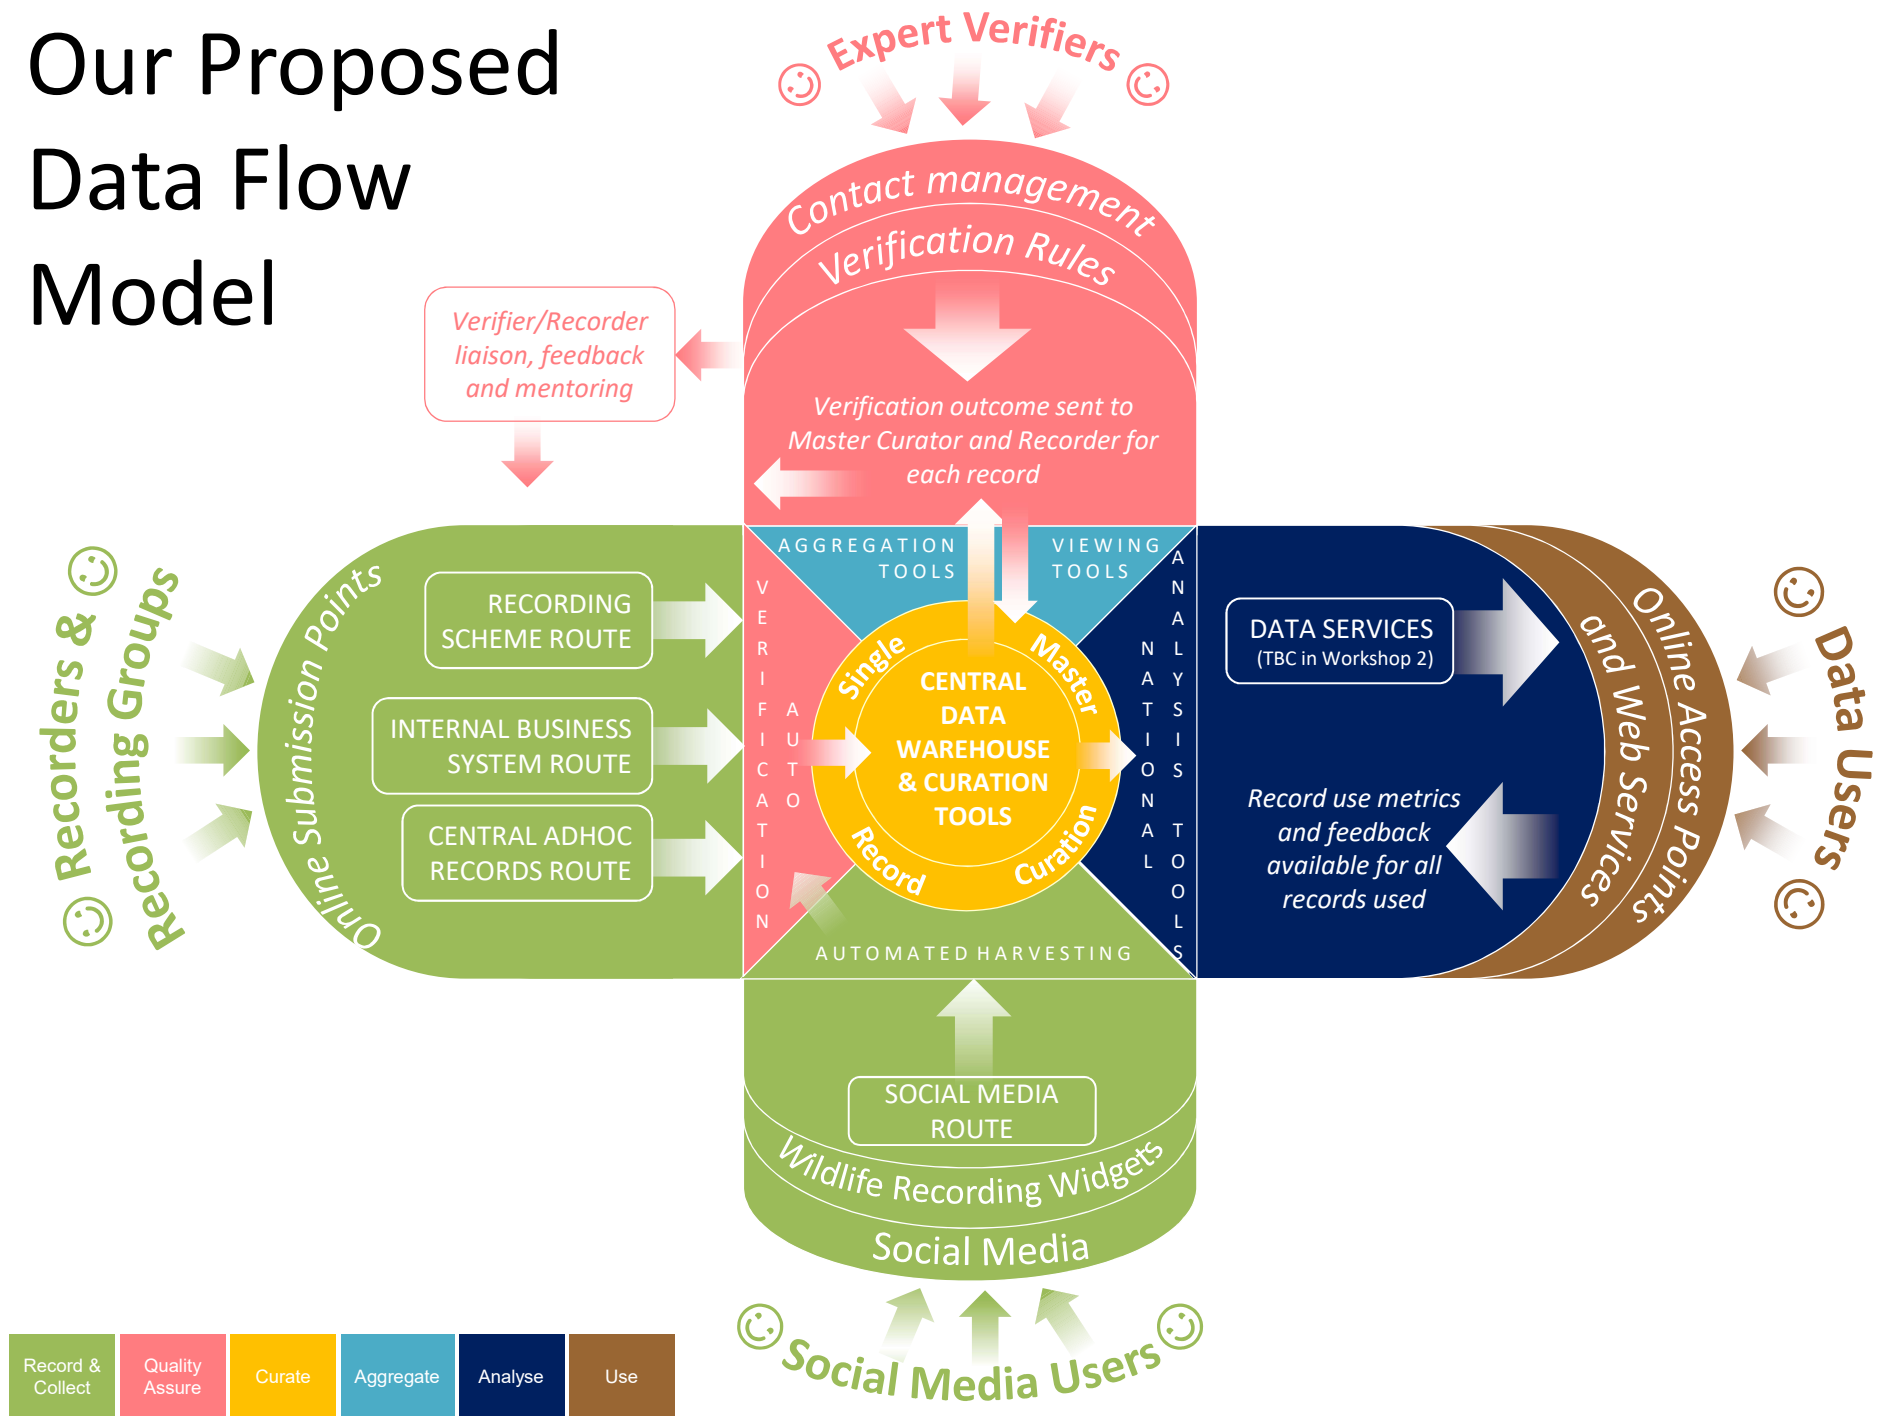 Our Proposed
Data Flow
Model
Expert Verifiers
Contact management
Verification Rules
Verifier/Recorder
liaison, feedback
and mentoring
Verification outcome sent to
Master Curator and Recorder for
each record
Recorders &
Recording Groups
Online Submission Points
RECORDING
SCHEME ROUTE
INTERNAL BUSINESS
SYSTEM ROUTE
CENTRAL ADHOC
RECORDS ROUTE
AUTO
VERIFICATION
AGGREGATION
TOOLS
VIEWING
TOOLS
Single
Master
Record
Curation
CENTRAL
DATA
WAREHOUSE
& CURATION
TOOLS
NATIONAL
ANALYSIS TOOLS
AUTOMATED HARVESTING
DATA SERVICES
(TBC in Workshop 2)
Record use metrics
and feedback
available for all
records used
Online Access Points
and Web Services
Data Users
SOCIAL MEDIA
ROUTE
Wildlife Recording Widgets
Social Media
Social Media Users
Record &
Collect
Quality
Assure
Curate
Aggregate
Analyse
Use